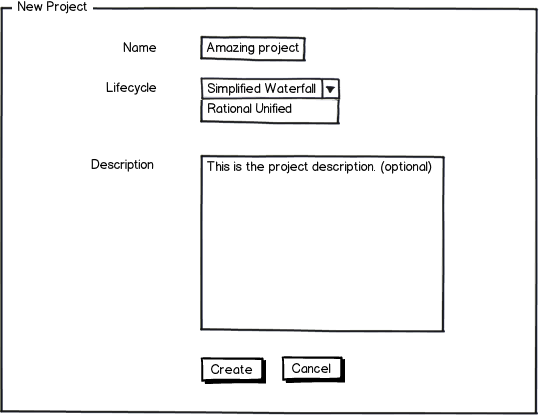 New Project
Name
Amazing project
Lifecycle
Simplified Waterfall
Rational Unified
Description
This is the project description. (optional)
Create
Cancel